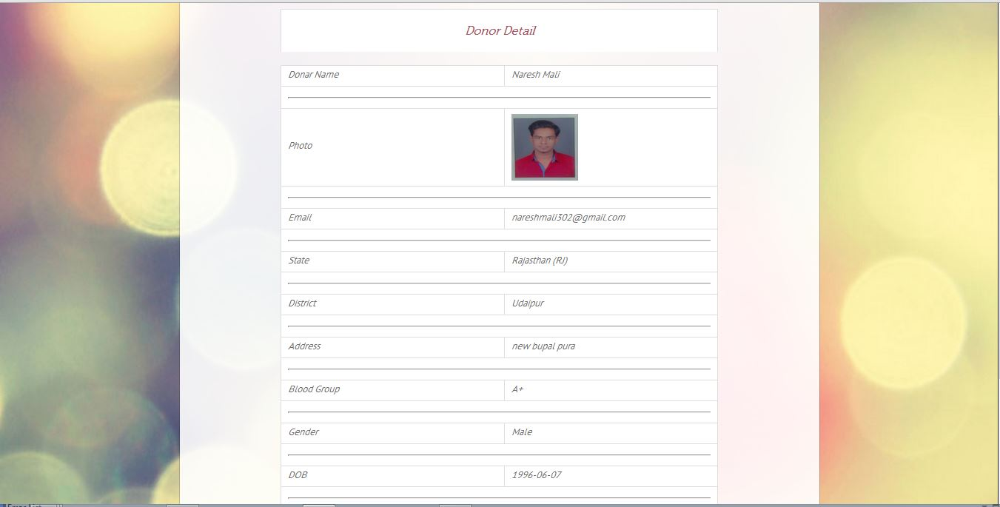 Donor Detail
Donar Name Naresh Mali
Photo
Email nareshmali302@gmail.com
State Rajasthan (RJ)
District Udaipur
Address new bupal pura
Blood Group A+
Gender Male
DOB 1996-06-07